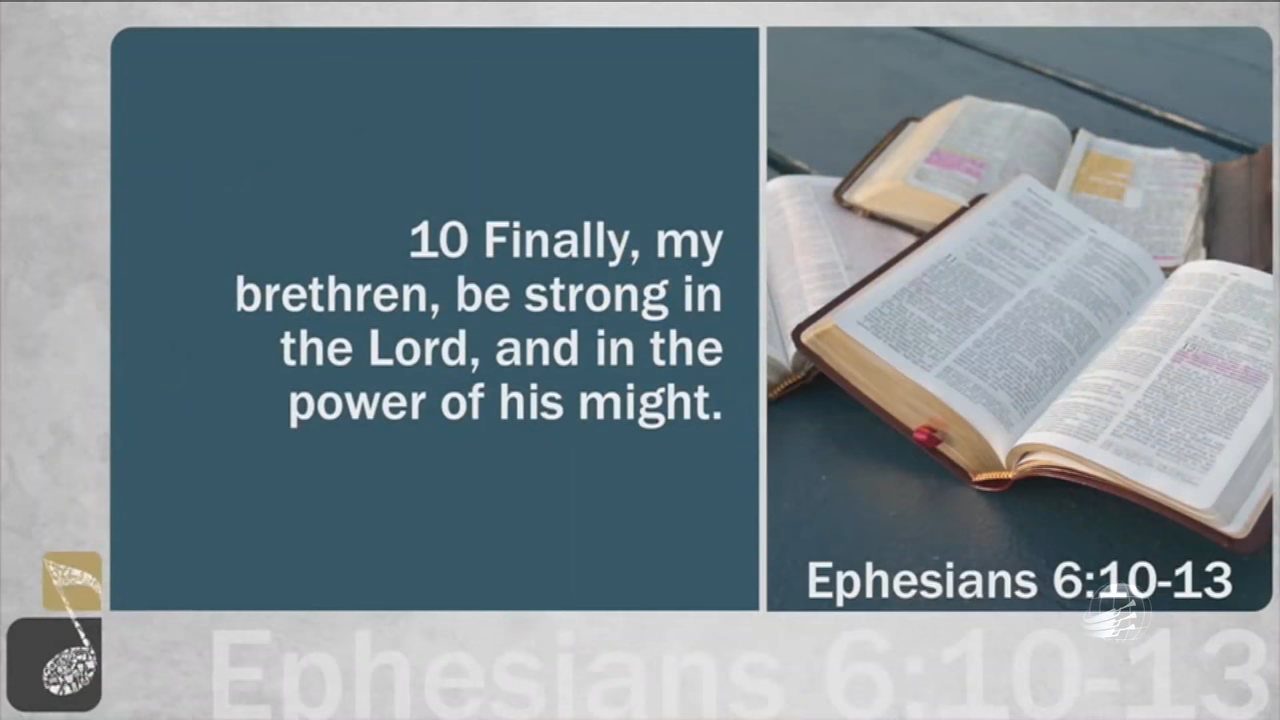 10 Finally, my
brethren, be strong in
the Lord, and in the
power of his might.
Ephesians 6:10-13
Ephesians 6:10-13